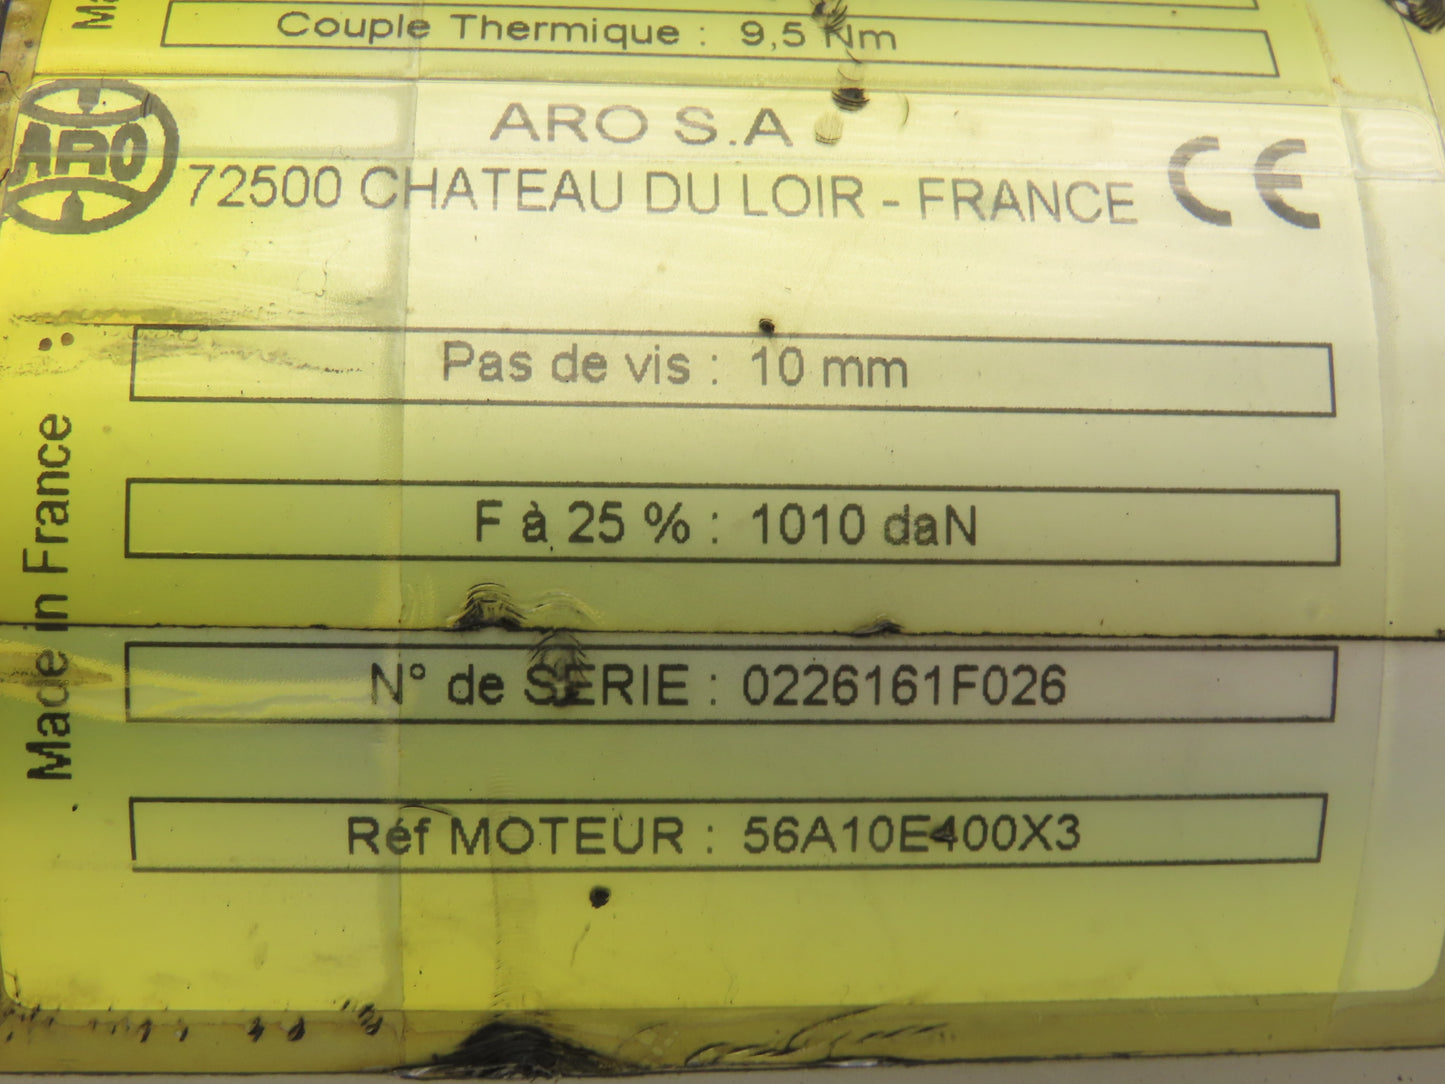 Couple Thermique : 9,5 Nm
ARO
ARO S.A
72500 CHATEAU DU LOIR - FRANCE
CE
Pas de vis : 10 mm
F à 25 % : 1010 daN
N° de SERIE : 0226161F026
Réf MOTEUR : 56A10E400X3
Made in France